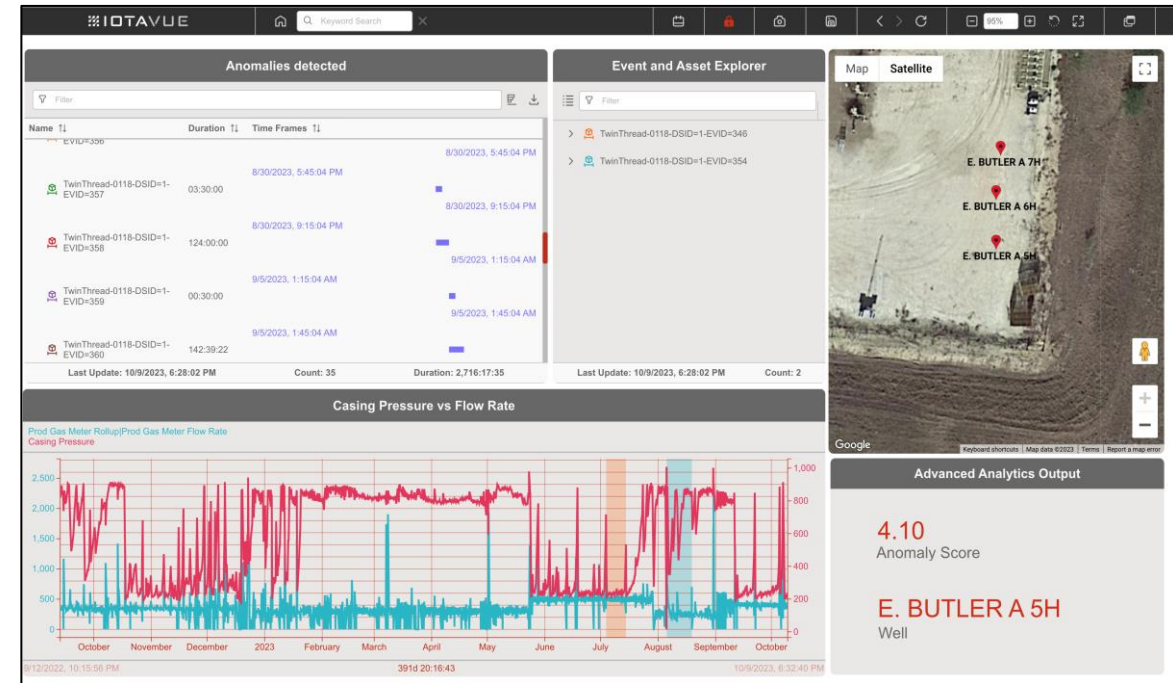 IOTAVUE
Keyword Search
95%
Anomalies detected
Filter
Name
Duration
Time Frames
EVID=356
8/30/2023, 5:45:04 PM
TwinThread-0118-DSID=1-
EVID=357
03:30:00
8/30/2023, 5:45:04 PM
8/30/2023, 9:15:04 PM
TwinThread-0118-DSID=1-
EVID=358
124:00:00
8/30/2023, 9:15:04 PM
9/5/2023, 1:15:04 AM
TwinThread-0118-DSID=1-
EVID=359
00:30:00
9/5/2023, 1:15:04 AM
9/5/2023, 1:45:04 AM
TwinThread-0118-DSID=1-
EVID=360
142:39:22
9/5/2023, 1:45:04 AM
Last Update: 10/9/2023, 6:28:02 PM
Count: 35
Duration: 2,716:17:35
Event and Asset Explorer
Filter
TwinThread-0118-DSID=1-EVID=346
TwinThread-0118-DSID=1-EVID=354
Last Update: 10/9/2023, 6:28:02 PM
Count: 2
Map
Satellite
E. BUTLER A 7H
E. BUTLER A 6H
E. BUTLER A 5H
Google
Keyboard shortcuts
Map data ©2023
Terms
Report a map error
Casing Pressure vs Flow Rate
Prod Gas Meter Rollup|Prod Gas Meter Flow Rate
Casing Pressure
2,500
2,000
1,500
1,000
500
0
1,000
800
600
400
200
0
October
November
December
2023
February
March
April
May
June
July
August
September
October
9/12/2022, 10:15:56 PM
391d 20:16:43
10/9/2023, 6:32:40 PM
Advanced Analytics Output
4.10
Anomaly Score
E. BUTLER A 5H
Well